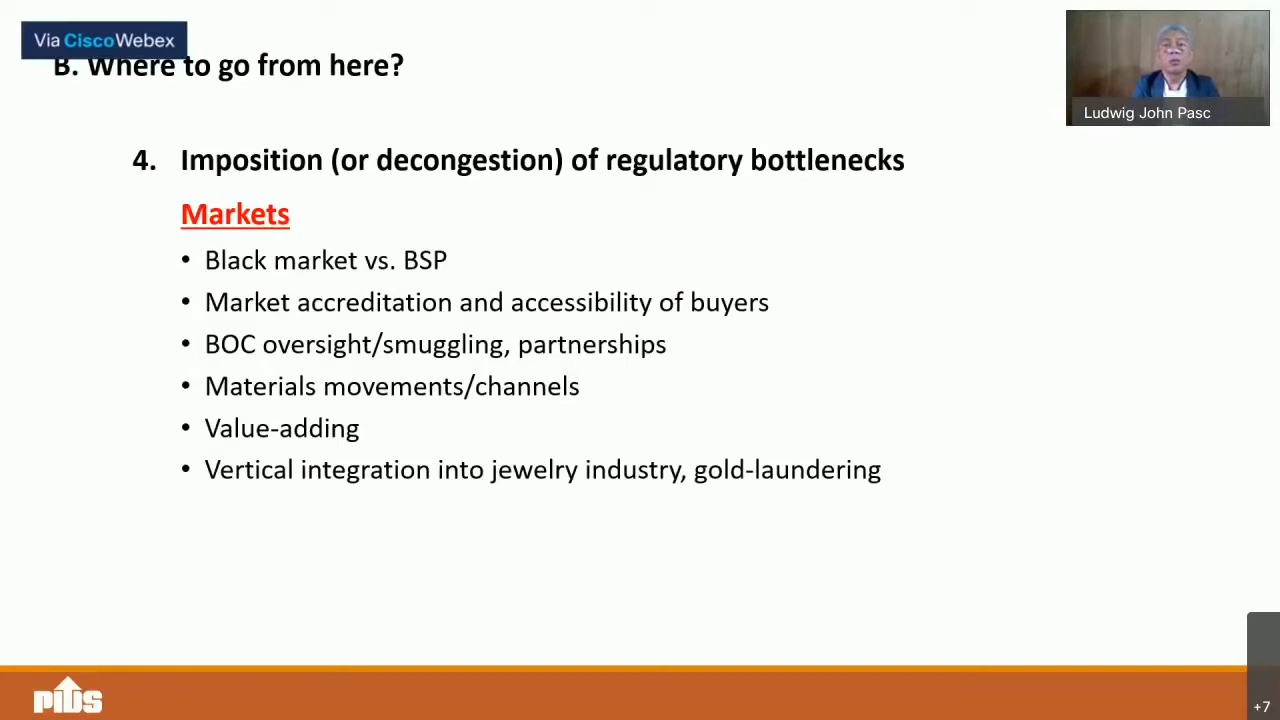 Via CiscoWebex
B. Where to go from here?
Ludwig John Pasc
4. Imposition (or decongestion) of regulatory bottlenecks
Markets
• Black market vs. BSP
• Market accreditation and accessibility of buyers
• BOC oversight/smuggling, partnerships
• Materials movements/channels
• Value-adding
• Vertical integration into jewelry industry, gold-laundering
PIDS
+7